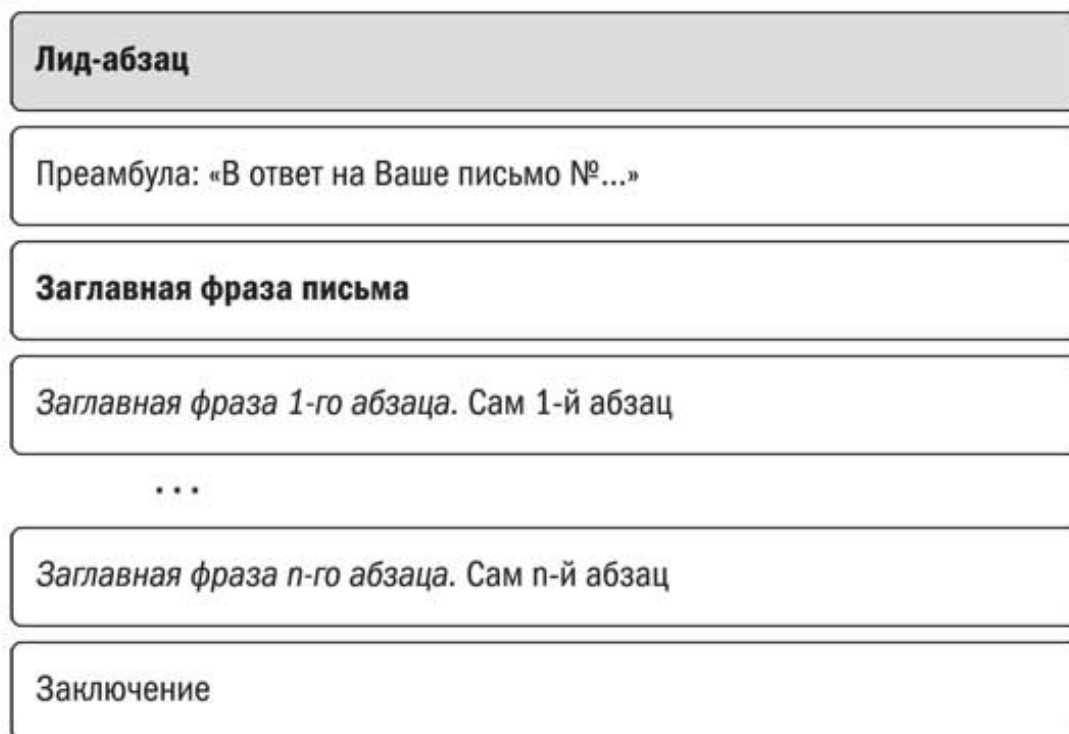 Лид-абзац
Преамбула: «В ответ на Ваше письмо №...»
Заглавная фраза письма
Заглавная фраза 1-го абзаца. Сам 1-й абзац
...
Заглавная фраза n-го абзаца. Сам n-й абзац
Заключение